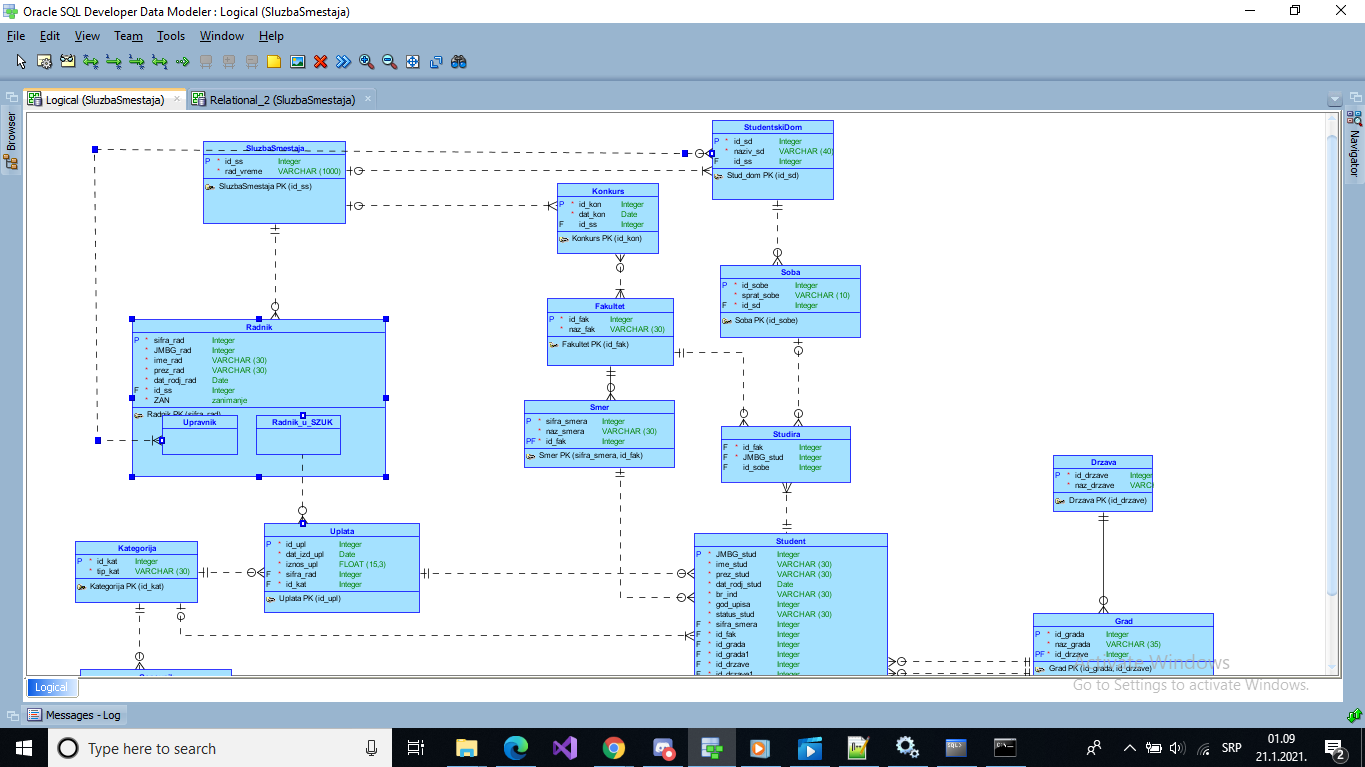 Oracle SQL Developer Data Modeler : Logical (SluzbaSmestaja)
File Edit View Team Tools Window Help
Logical (SluzbaSmestaja)
Relational_2 (SluzbaSmestaja)
Browser
Navigator
SluzbaSmestaja
P * id_ss Integer
* rad_vreme VARCHAR (1000)
SluzbaSmestaja PK (id_ss)
StudentskiDom
P * id_sd Integer
* naziv_sd VARCHAR (40)
F id_ss Integer
Stud_dom PK (id_sd)
Konkurs
P * id_kon Integer
* dat_kon Date
F id_ss Integer
Konkurs PK (id_kon)
Soba
P * id_sobe Integer
* sprat_sobe VARCHAR (10)
F * id_sd Integer
Soba PK (id_sobe)
Fakultet
P * id_fak Integer
* naz_fak VARCHAR (30)
Fakultet PK (id_fak)
Radnik
P * sifra_rad Integer
* JMBG_rad Integer
* ime_rad VARCHAR (30)
* prez_rad VARCHAR (30)
* dat_rodj_rad Date
F * id_ss Integer
* ZAN zanimanje
Radnik PK (sifra_rad)
Upravnik
Radnik_u_SZUK
Smer
P * sifra_smera Integer
* naz_smera VARCHAR (30)
PF * id_fak Integer
Smer PK (sifra_smera, id_fak)
Studira
F * id_fak Integer
F * JMBG_stud Integer
F id_sobe Integer
Drzava
P * id_drzave Integer
* naz_drzave VARC
Drzava PK (id_drzave)
Uplata
P * id_upl Integer
* dat_izd_upl Date
* iznos_upl FLOAT (15,3)
F * sifra_rad Integer
F * id_kat Integer
Uplata PK (id_upl)
Kategorija
P * id_kat Integer
* tip_kat VARCHAR (30)
Kategorija PK (id_kat)
Student
P * JMBG_stud Integer
* ime_stud VARCHAR (30)
* prez_stud VARCHAR (30)
* dat_rodj_stud Date
* br_ind VARCHAR (30)
* god_upisa Integer
* status_stud VARCHAR (30)
F * sifra_smera Integer
F * id_fak Integer
F * id_grada Integer
F * id_grada1 Integer
F * id_drzave Integer
F * id_drzave1 Integer
Grad
P * id_grada Integer
* naz_grada VARCHAR (35)
PF * id_drzave Integer
Grad PK (id_grada, id_drzave)
Activate Windows
Go to Settings to activate Windows.
Logical
Messages - Log
Type here to search
SRP
01.09
21.1.2021.
2